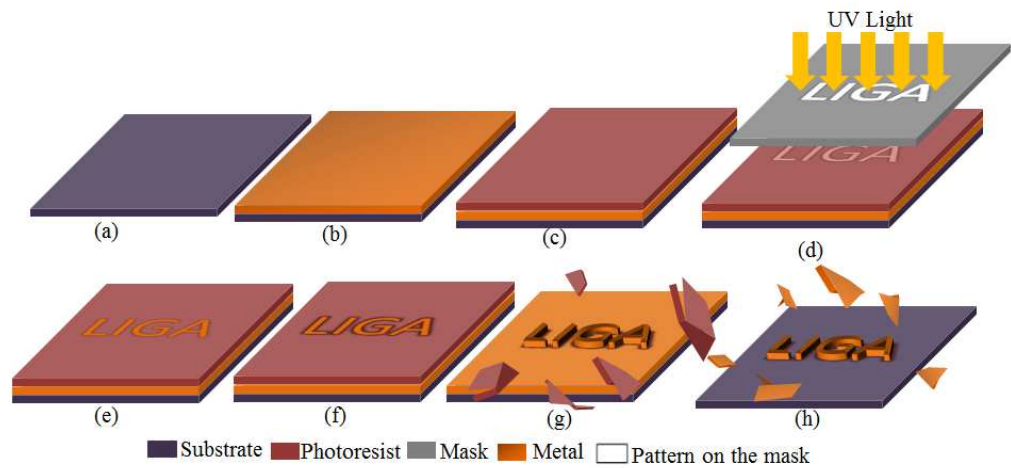 UV Light
LIGA
LIGA
(a)
(b)
(c)
(d)
LIGA
LIGA
LIGA
LIGA
(e)
(f)
(g)
(h)
Substrate Photoresist Mask Metal Pattern on the mask